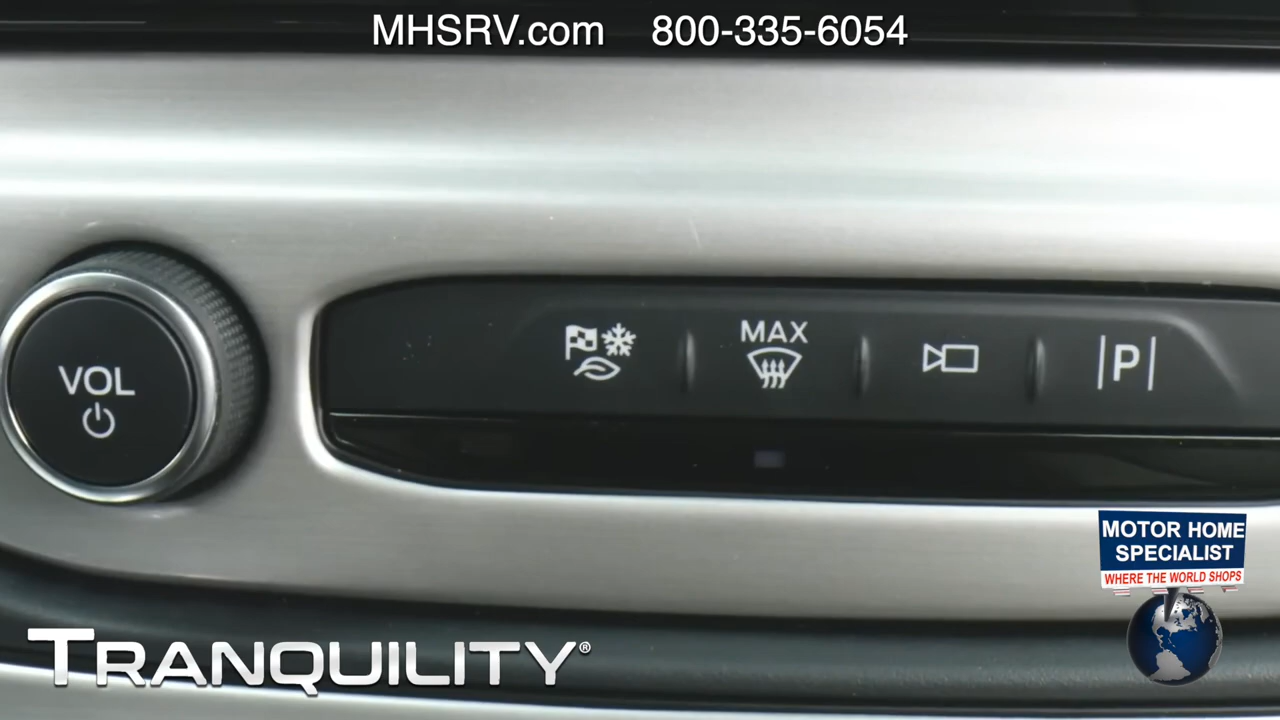 MHSRV.com 800-335-6054
VOL
MAX
|P|
MOTOR HOME
SPECIALIST
WHERE THE WORLD SHOPS
TRANQUILITY®